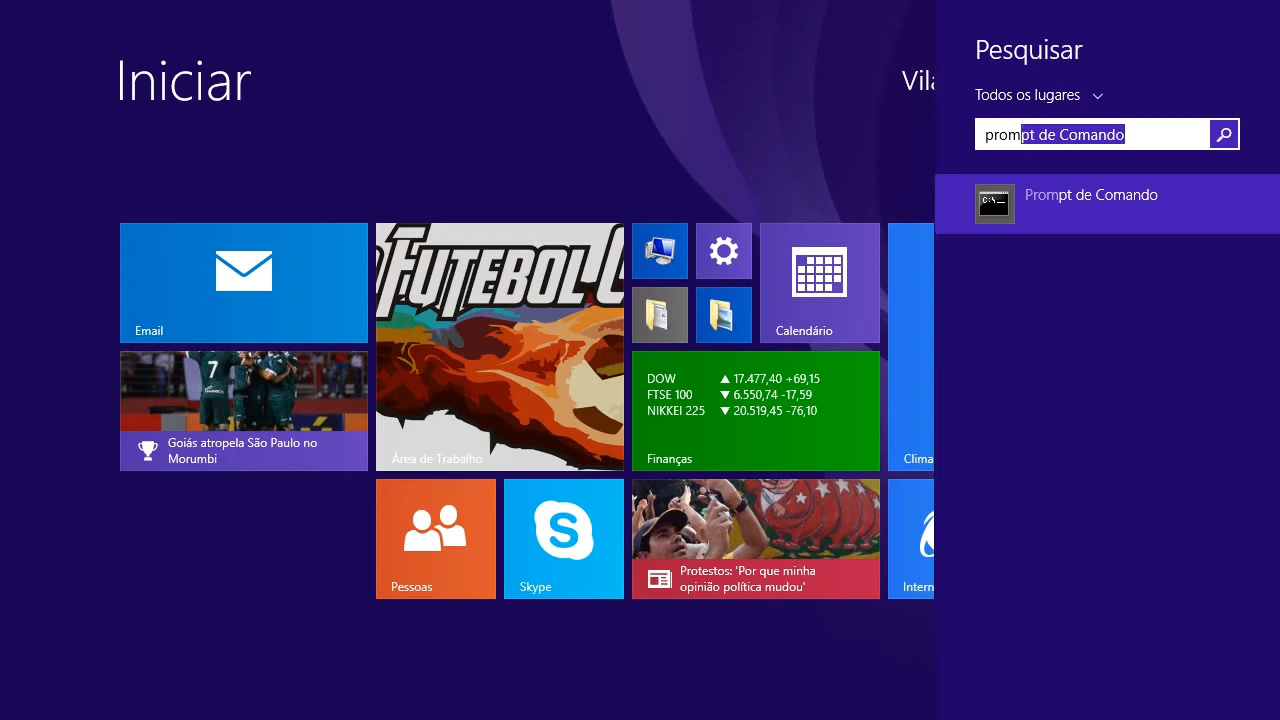 Iniciar
Pesquisar
Todos os lugares
prompt de Comando
Prompt de Comando
Email
Goiás atropela São Paulo no
Morumbi
7
FUTEBOL
Área de Trabalho
C:\_
Calendário
DOW ▲ 17.477,40 +69,15
FTSE 100 ▼ 6.550,74 -17,59
NIKKEI 225 ▼ 20.519,45 -76,10
Finanças
Clima
Pessoas
Skype
Protestos: 'Por que minha
opinião política mudou'
Intern